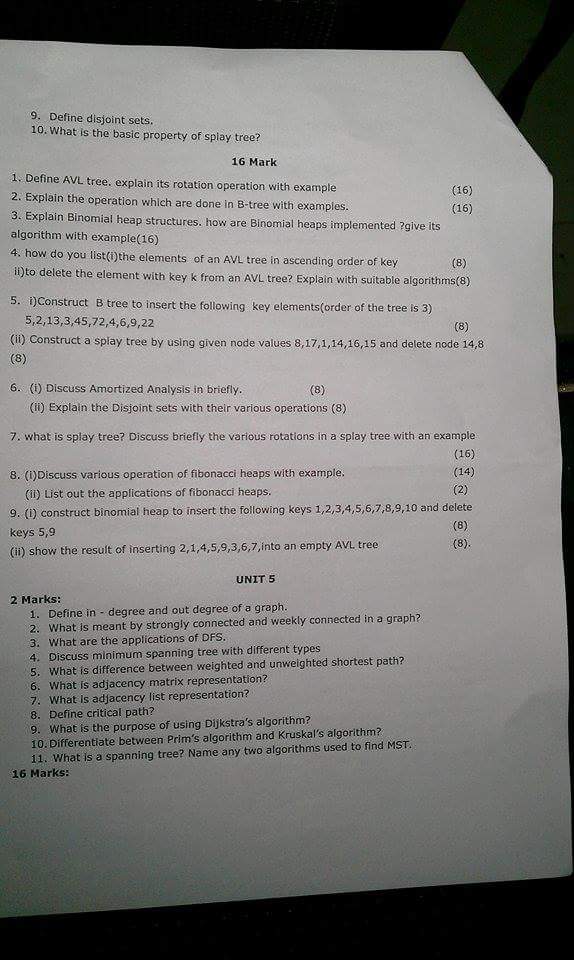 9. Define disjoint sets.
10. What is the basic property of splay tree?
16 Mark
1. Define AVL tree. explain its rotation operation with example (16)
2. Explain the operation which are done in B-tree with examples. (16)
3. Explain Binomial heap structures. how are Binomial heaps implemented ?give its
algorithm with example(16)
4. how do you list(i)the elements of an AVL tree in ascending order of key (8)
ii)to delete the element with key k from an AVL tree? Explain with suitable algorithms(8)
5. i)Construct B tree to insert the following key elements(order of the tree is 3)
5,2,13,3,45,72,4,6,9,22 (8)
(ii) Construct a splay tree by using given node values 8,17,1,14,16,15 and delete node 14,8
(8)
6. (i) Discuss Amortized Analysis in briefly. (8)
(ii) Explain the Disjoint sets with their various operations (8)
7. what is splay tree? Discuss briefly the various rotations in a splay tree with an example
(16)
8. (i)Discuss various operation of fibonacci heaps with example. (14)
(ii) List out the applications of fibonacci heaps. (2)
9. (i) construct binomial heap to insert the following keys 1,2,3,4,5,6,7,8,9,10 and delete
keys 5,9 (8)
(ii) show the result of inserting 2,1,4,5,9,3,6,7,into an empty AVL tree (8).
UNIT 5
2 Marks:
1. Define in - degree and out degree of a graph.
2. What is meant by strongly connected and weekly connected in a graph?
3. What are the applications of DFS.
4. Discuss minimum spanning tree with different types
5. What is difference between weighted and unweighted shortest path?
6. What is adjacency matrix representation?
7. What is adjacency list representation?
8. Define critical path?
9. What is the purpose of using Dijkstra's algorithm?
10. Differentiate between Prim's algorithm and Kruskal's algorithm?
11. What is a spanning tree? Name any two algorithms used to find MST.
16 Marks: